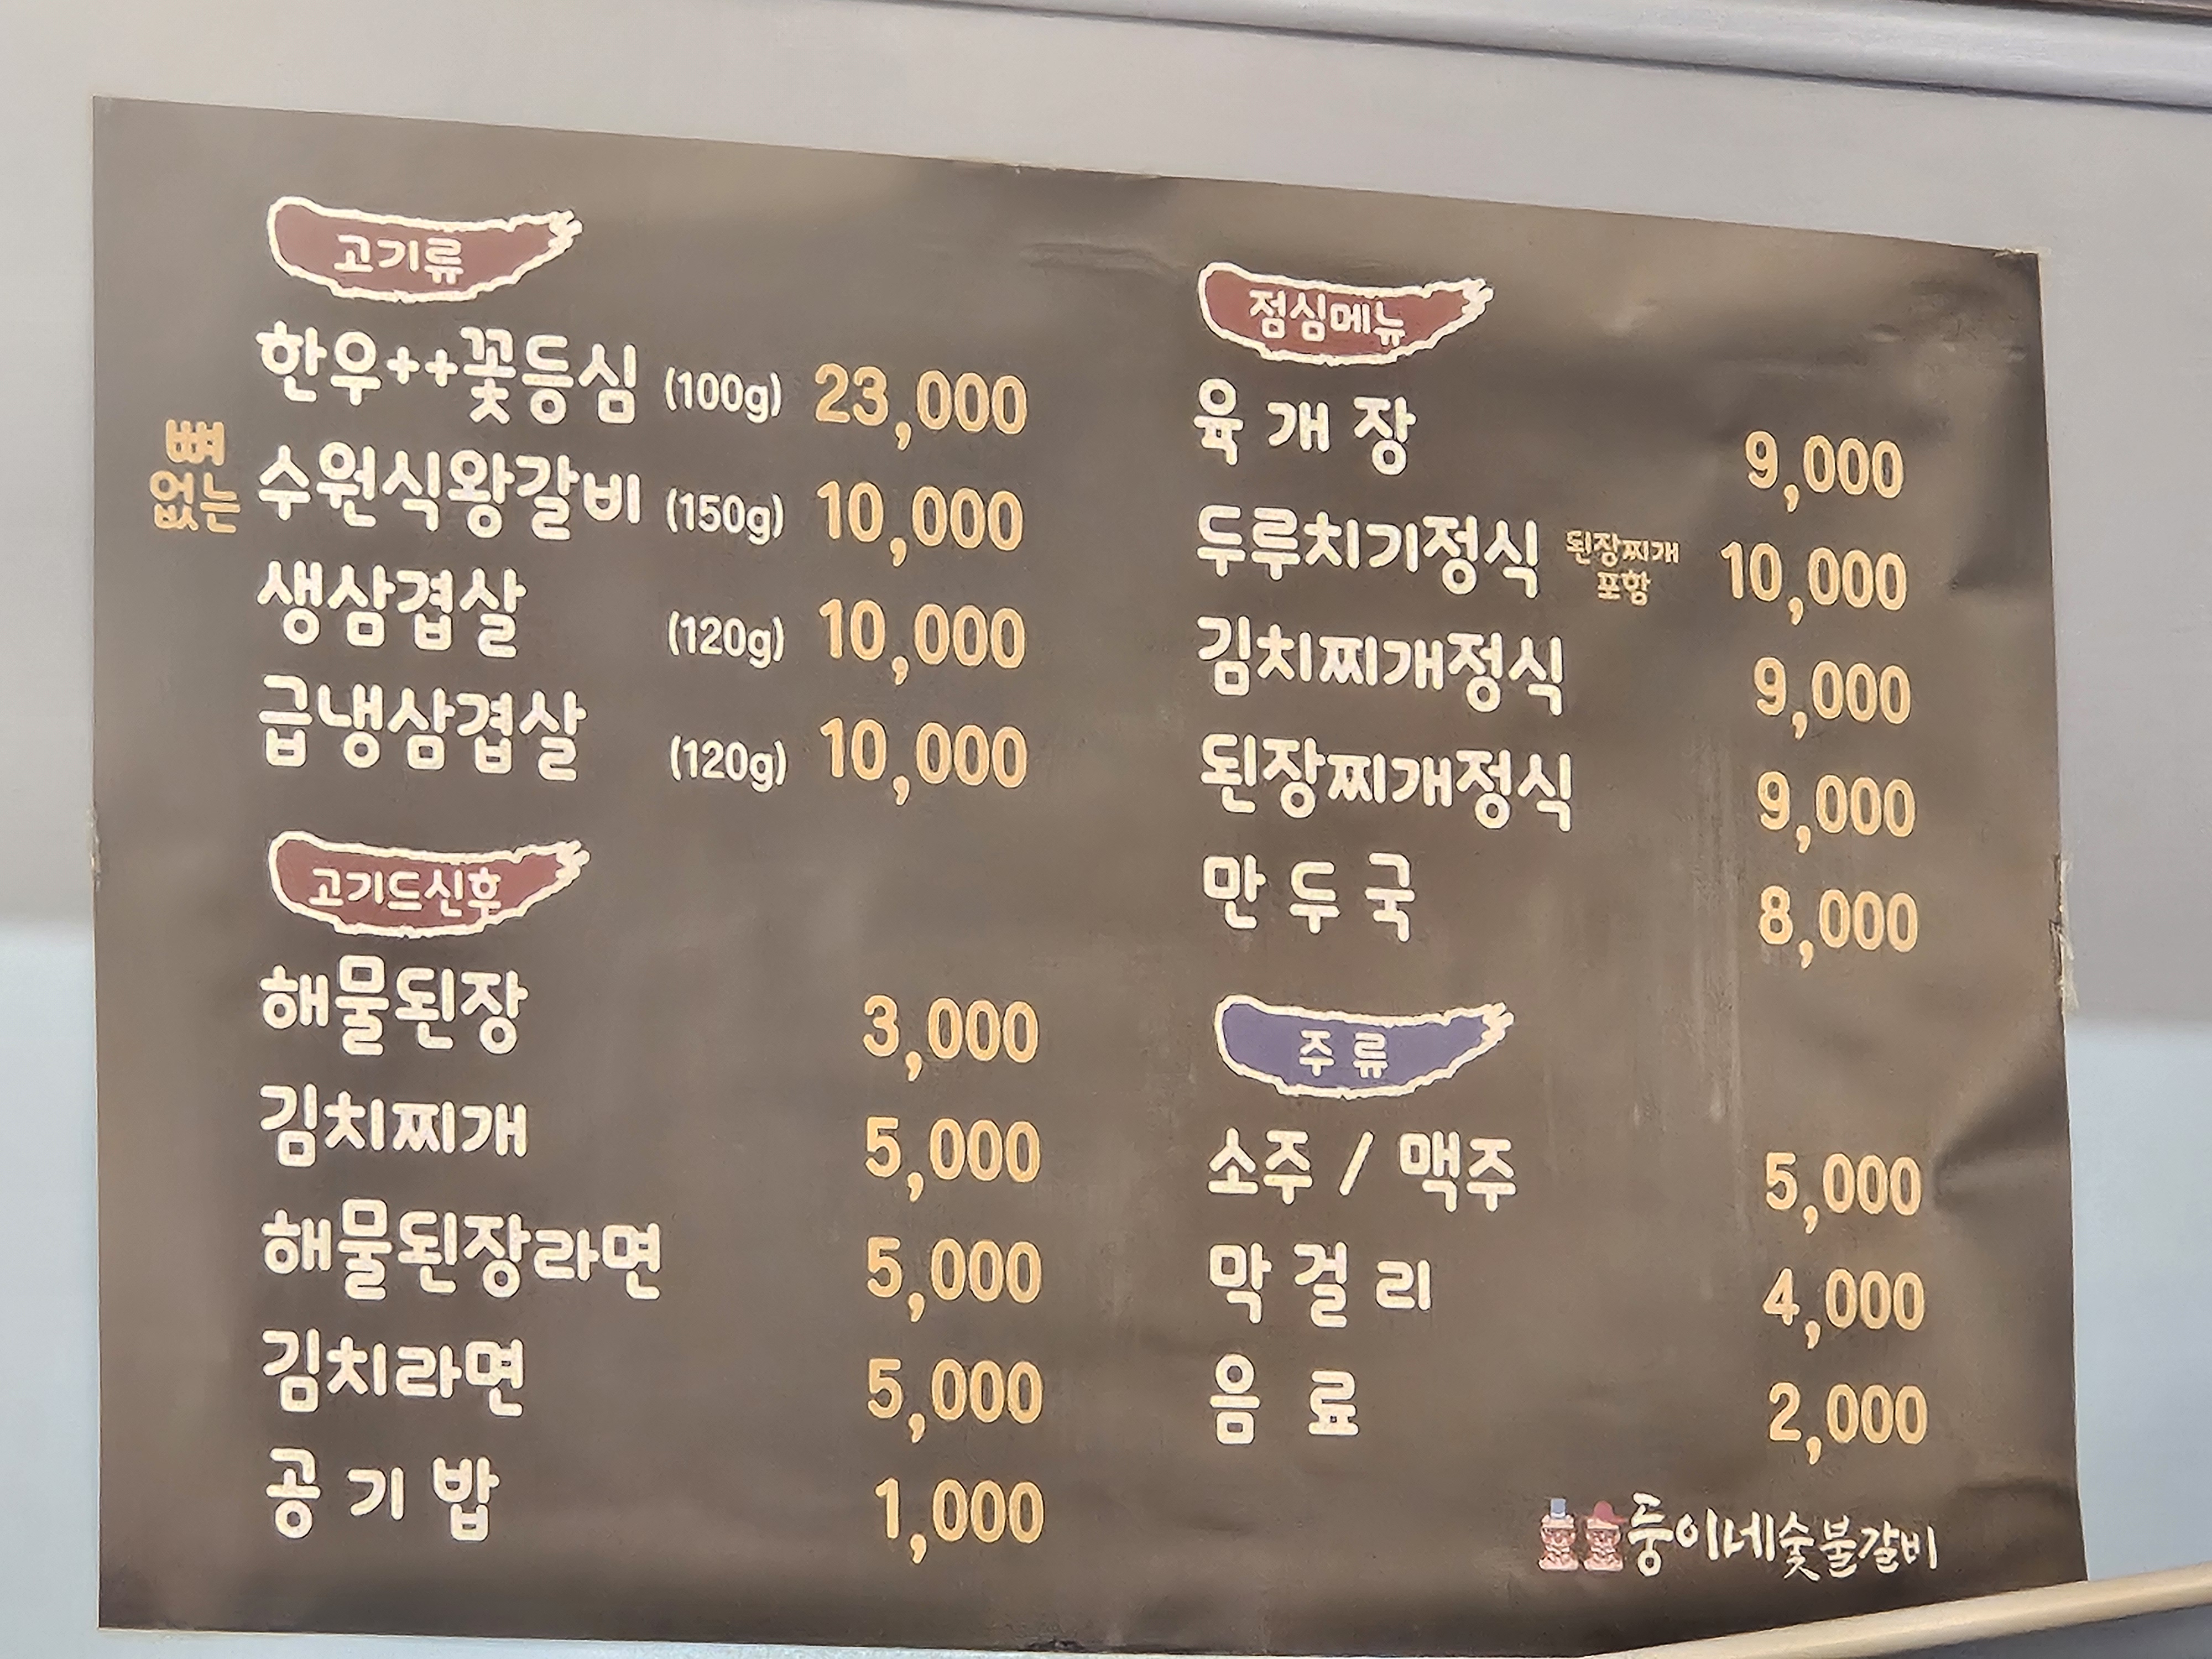 고기류
한우++꽃등심 (100g) 23,000
뼈
없는
수원식왕갈비 (150g) 10,000
생삼겹살 (120g) 10,000
급냉삼겹살 (120g) 10,000
고기드신후
해물된장 3,000
김치찌개 5,000
해물된장라면 5,000
김치라면 5,000
공기밥 1,000
점심메뉴
육개장 9,000
두루치기정식 된장찌개 포함 10,000
김치찌개정식 9,000
된장찌개정식 9,000
만두국 8,000
주류
소주 / 맥주 5,000
막걸리 4,000
음료 2,000
둥이네숯불갈비